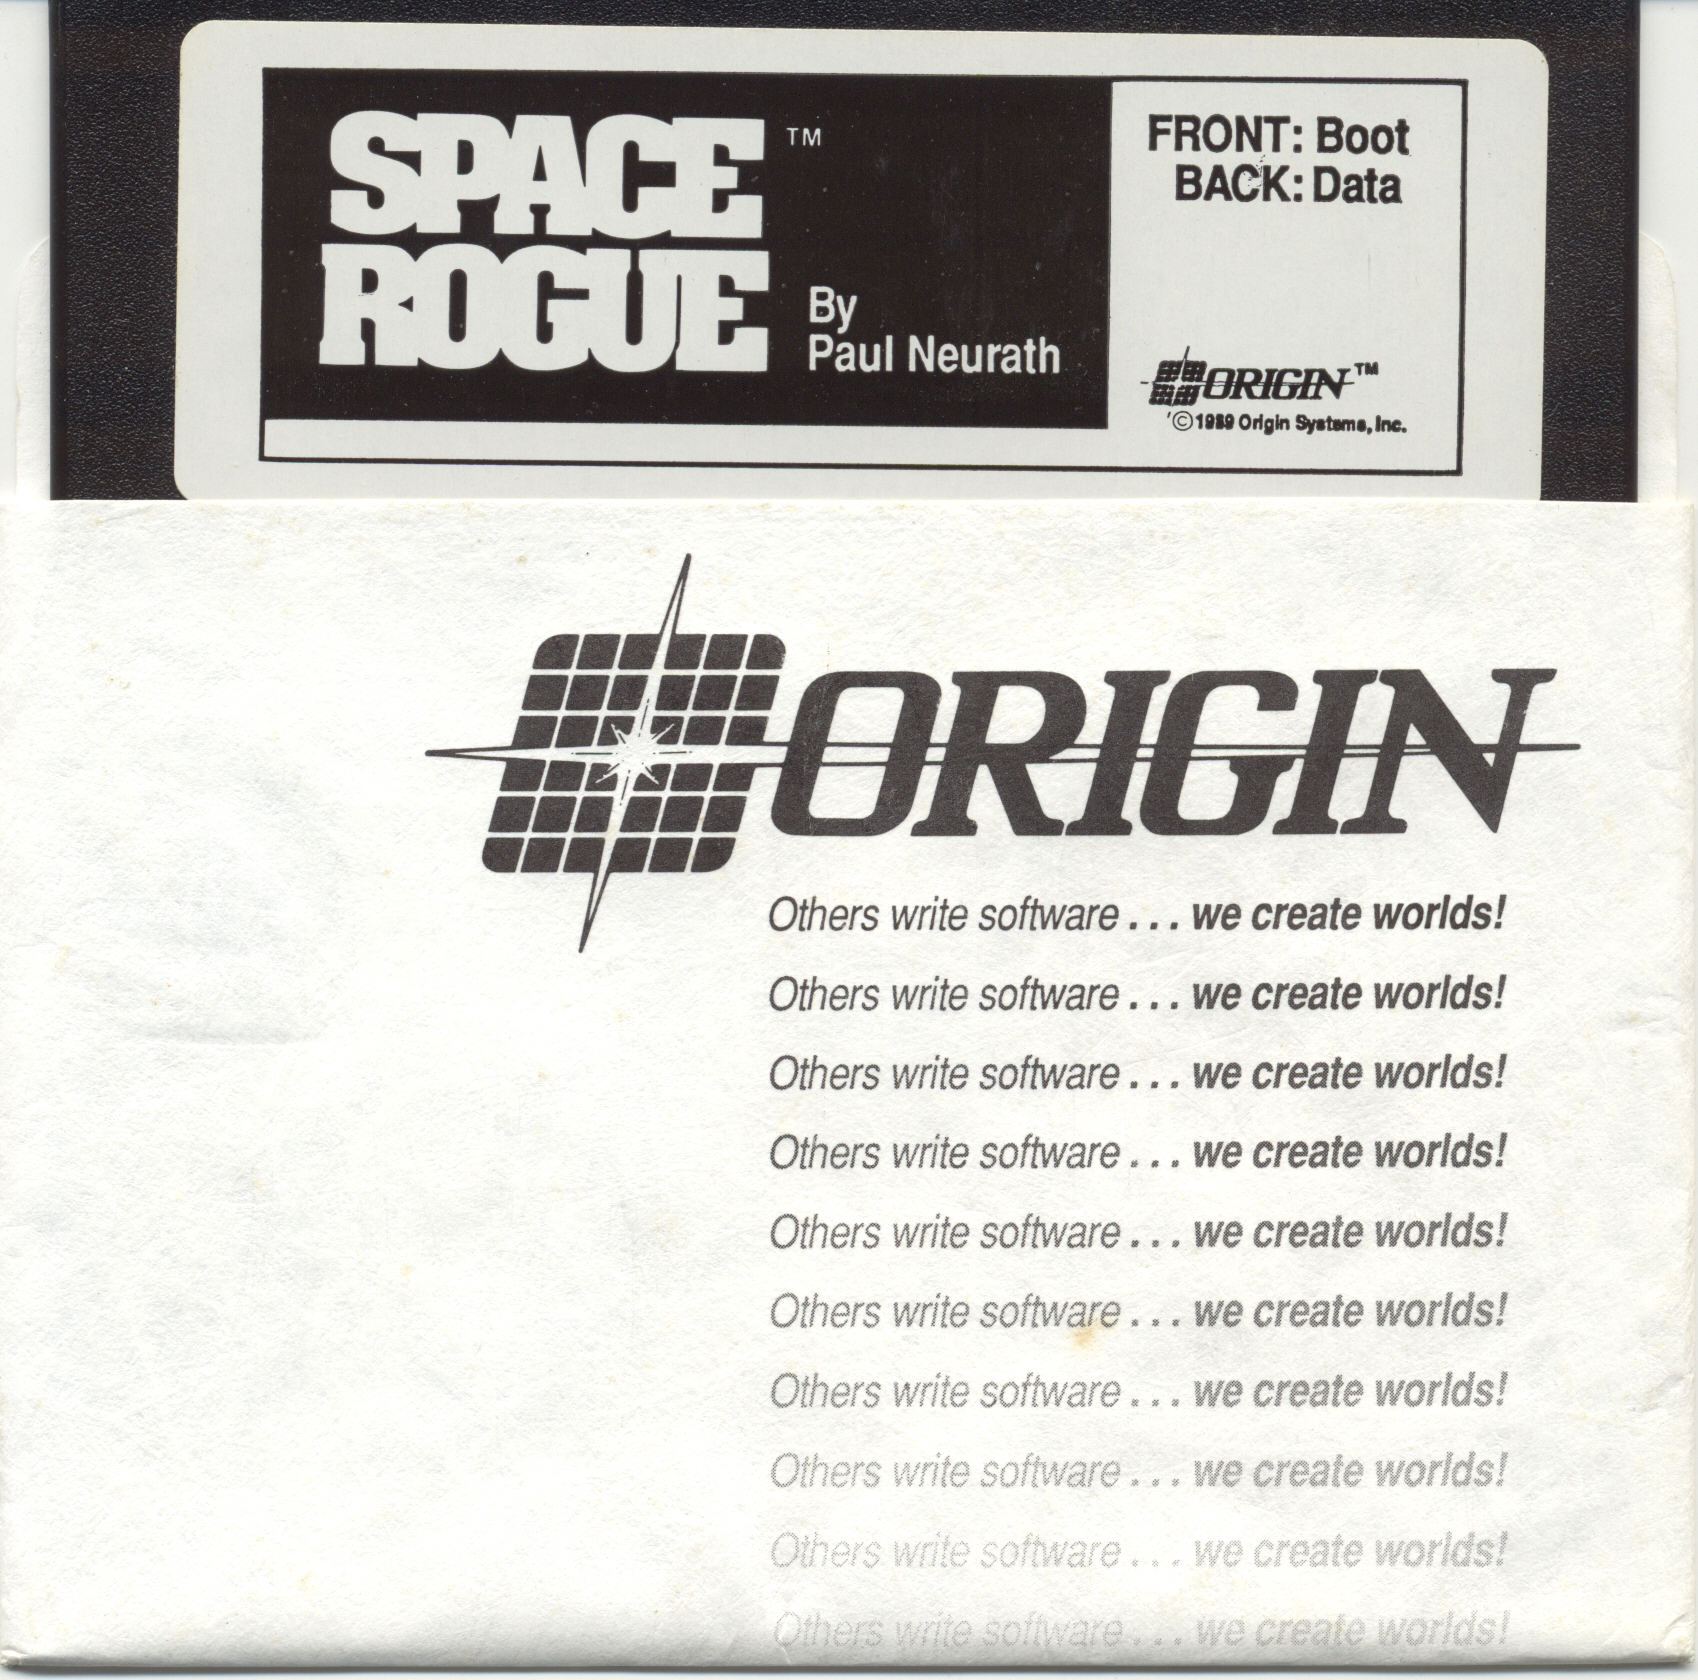 SPACE ™
ROGUE
By
Paul Neurath
FRONT: Boot
BACK: Data
ORIGIN™
©1989 Origin Systems, Inc.
ORIGIN
Others write software . . . we create worlds!
Others write software . . . we create worlds!
Others write software . . . we create worlds!
Others write software . . . we create worlds!
Others write software . . . we create worlds!
Others write software . . . we create worlds!
Others write software . . . we create worlds!
Others write software . . . we create worlds!
Others write software . . . we create worlds!
Others write software . . . we create worlds!